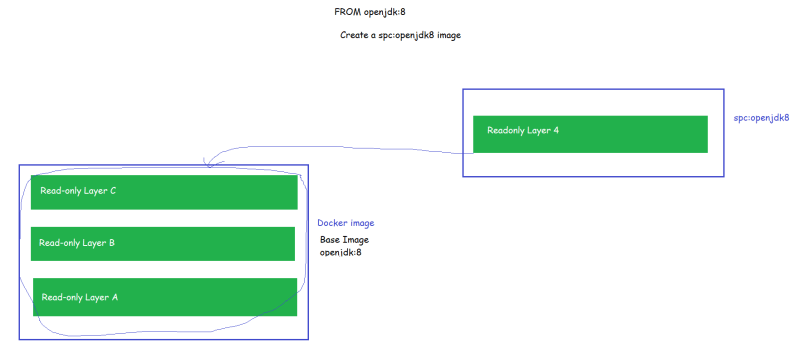 FROM openjdk:8
Create a spc:openjdk8 image
Readonly Layer 4
spc:openjdk8
Read-only Layer C
Read-only Layer B
Read-only Layer A
Docker image
Base Image
openjdk:8